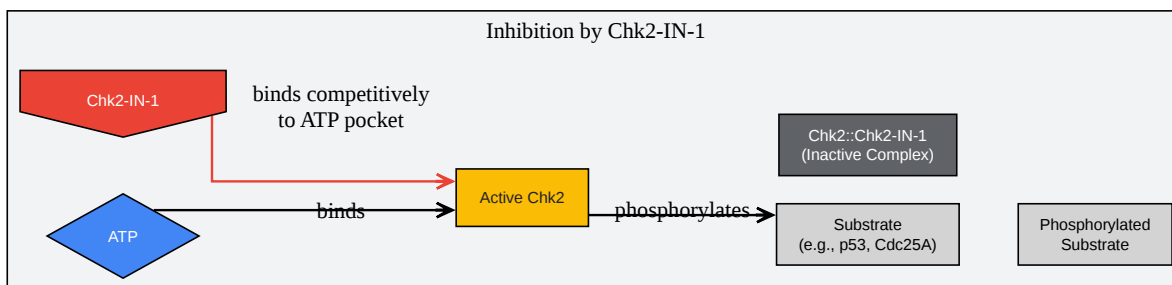 Inhibition by Chk2-IN-1
Chk2-IN-1
binds competitively
to ATP pocket
Chk2::Chk2-IN-1
(Inactive Complex)
Active Chk2
ATP
binds
phosphorylates
Substrate
(e.g., p53, Cdc25A)
Phosphorylated
Substrate